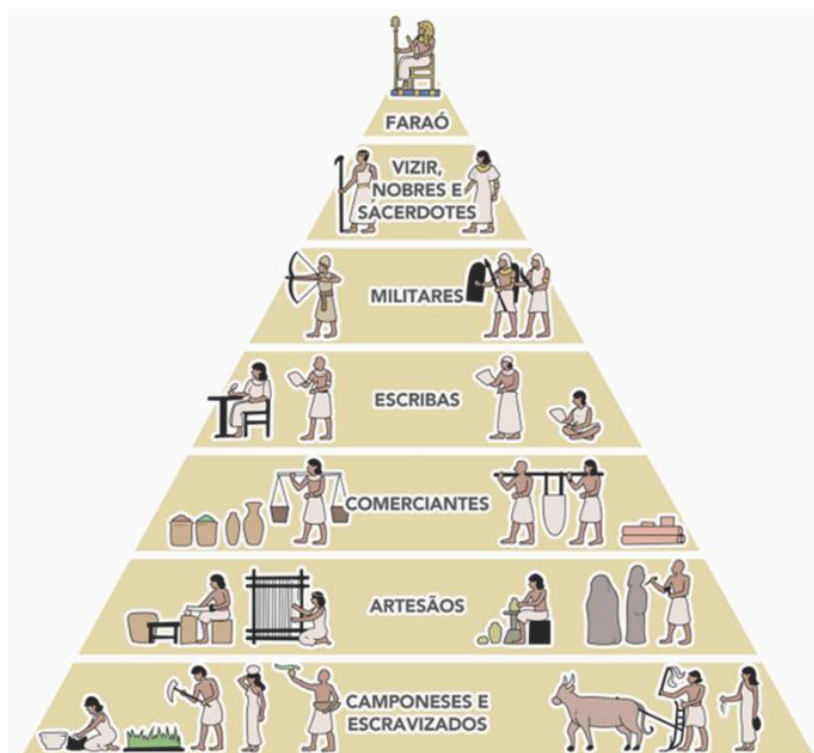 FARAÓ
VIZIR,
NOBRES E
SACERDOTES
MILITARES
ESCRIBAS
COMERCIANTES
ARTESÃOS
CAMPONESES E
ESCRAVIZADOS